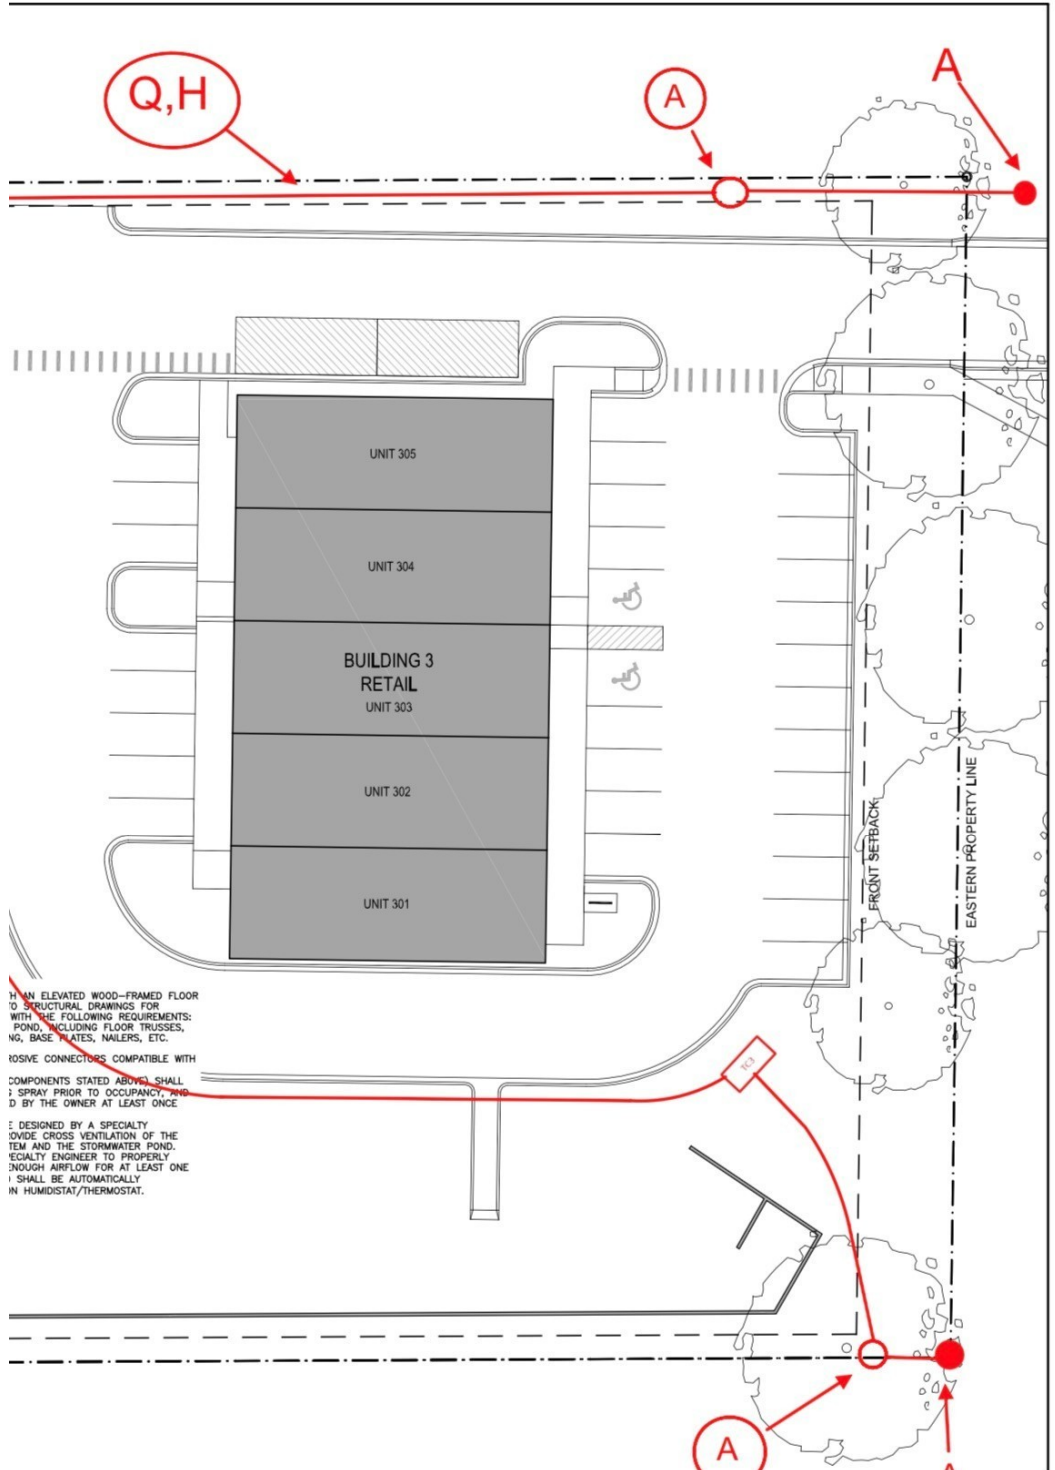 Q,H
A
A
UNIT 305
UNIT 304
BUILDING 3
RETAIL
UNIT 303
UNIT 302
UNIT 301
FRONT SETBACK
EASTERN PROPERTY LINE
AN ELEVATED WOOD-FRAMED FLOOR
STRUCTURAL DRAWINGS FOR
WITH THE FOLLOWING REQUIREMENTS:
POND, INCLUDING FLOOR TRUSSES,
BASE PLATES, NAILERS, ETC.
CONNECTORS COMPATIBLE WITH
COMPONENTS STATED ABOVE) SHALL
SPRAY PRIOR TO OCCUPANCY, AND
BY THE OWNER AT LEAST ONCE
DESIGNED BY A SPECIALTY
CROSS VENTILATION OF THE
AND THE STORMWATER POND.
ENGINEER TO PROPERLY
ENOUGH AIRFLOW FOR AT LEAST ONE
SHALL BE AUTOMATICALLY
HUMIDISTAT/THERMOSTAT.
TC3
A